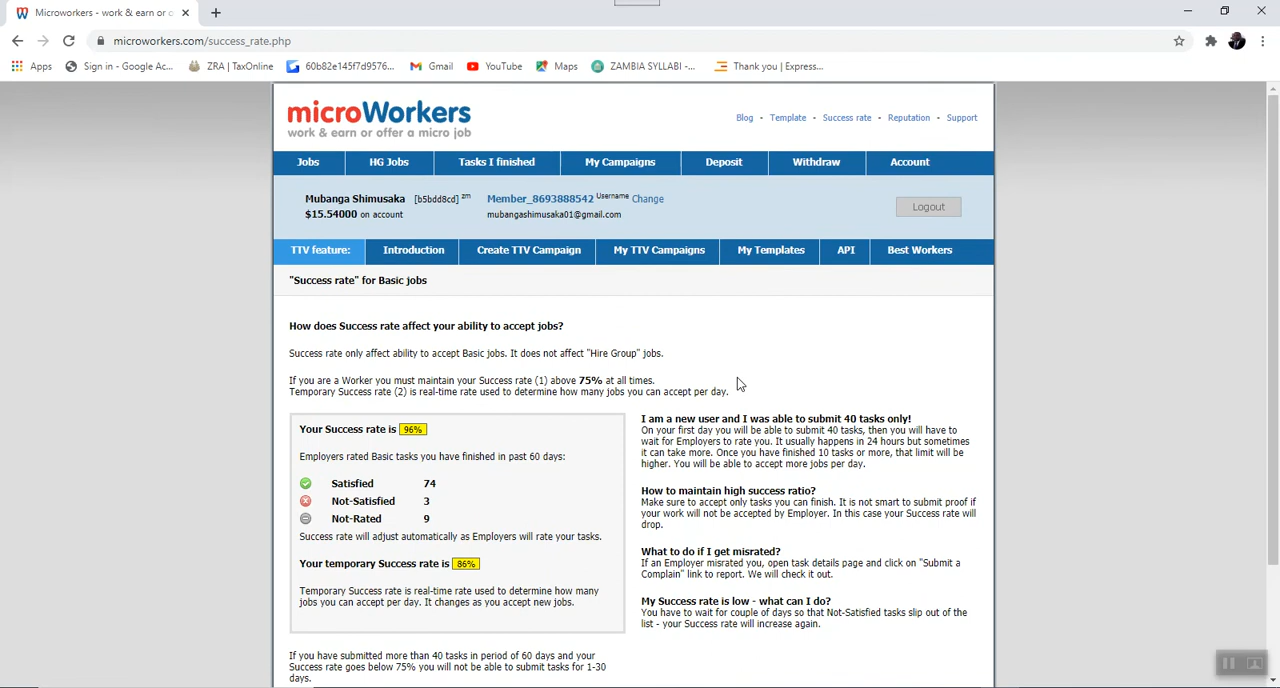 Microworkers - work & earn or o
microworkers.com/success_rate.php
Apps
Sign in - Google Ac...
ZRA | TaxOnline
60b82e145f7d9576...
Gmail
YouTube
Maps
ZAMBIA SYLLABI -...
Thank you | Express...
microWorkers
work & earn or offer a micro job
Blog - Template - Success rate - Reputation - Support
Jobs
HG Jobs
Tasks I finished
My Campaigns
Deposit
Withdraw
Account
Mubanga Shimusaka [b5bdd8cd] zm
$15.54000 on account
Member_8693888542 Username Change
mubangashimusaka01@gmail.com
Logout
TTV feature:
Introduction
Create TTV Campaign
My TTV Campaigns
My Templates
API
Best Workers
"Success rate" for Basic jobs
How does Success rate affect your ability to accept jobs?
Success rate only affect ability to accept Basic jobs. It does not affect "Hire Group" jobs.
If you are a Worker you must maintain your Success rate (1) above 75% at all times.
Temporary Success rate (2) is real-time rate used to determine how many jobs you can accept per day.
Your Success rate is 96%
Employers rated Basic tasks you have finished in past 60 days:
Satisfied 74
Not-Satisfied 3
Not-Rated 9
Success rate will adjust automatically as Employers will rate your tasks.
Your temporary Success rate is 86%
Temporary Success rate is real-time rate used to determine how many
jobs you can accept per day. It changes as you accept new jobs.
If you have submitted more than 40 tasks in period of 60 days and your
Success rate goes below 75% you will not be able to submit tasks for 1-30
days.
I am a new user and I was able to submit 40 tasks only!
On your first day you will be able to submit 40 tasks, then you will have to
wait for Employers to rate you. It usually happens in 24 hours but sometimes
it can take more. Once you have finished 10 tasks or more, that limit will be
higher. You will be able to accept more jobs per day.
How to maintain high success ratio?
Make sure to accept only tasks you can finish. It is not smart to submit proof if
your work will not be accepted by Employer. In this case your Success rate will
drop.
What to do if I get misrated?
If an Employer misrated you, open task details page and click on "Submit a
Complain" link to report. We will check it out.
My Success rate is low - what can I do?
You have to wait for couple of days so that Not-Satisfied tasks slip out of the
list - your Success rate will increase again.